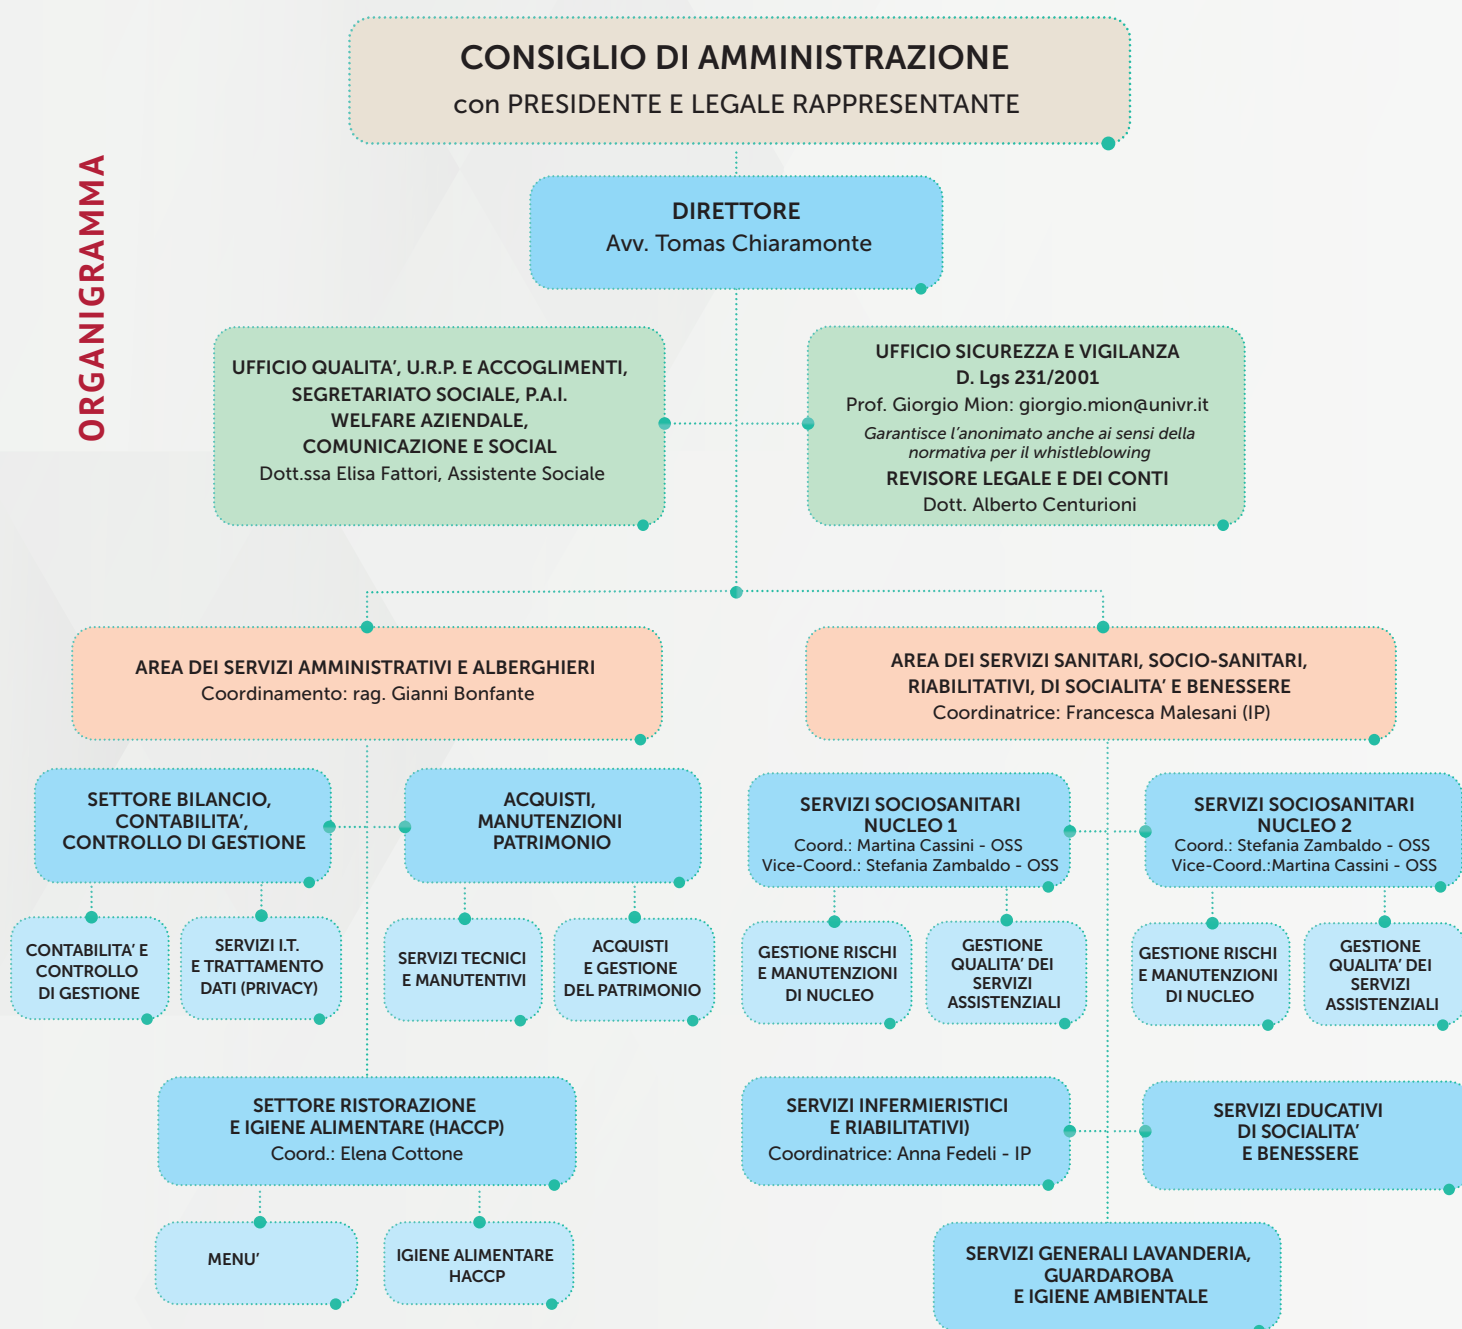 ORGANIGRAMMA
CONSIGLIO DI AMMINISTRAZIONE
con PRESIDENTE E LEGALE RAPPRESENTANTE
DIRETTORE
Avv. Tomas Chiaramonte
UFFICIO QUALITA', U.R.P. E ACCOGLIMENTI,
SEGRETARIATO SOCIALE, P.A.I.
WELFARE AZIENDALE,
COMUNICAZIONE E SOCIAL
Dott.ssa Elisa Fattori, Assistente Sociale
UFFICIO SICUREZZA E VIGILANZA
D. Lgs 231/2001
Prof. Giorgio Mion: giorgio.mion@univr.it
Garantisce l'anonimato anche ai sensi della
normativa per il whistleblowing
REVISORE LEGALE E DEI CONTI
Dott. Alberto Centurioni
AREA DEI SERVIZI AMMINISTRATIVI E ALBERGHIERI
Coordinamento: rag. Gianni Bonfante
AREA DEI SERVIZI SANITARI, SOCIO-SANITARI,
RIABILITATIVI, DI SOCIALITA' E BENESSERE
Coordinatrice: Francesca Malesani (IP)
SETTORE BILANCIO,
CONTABILITA',
CONTROLLO DI GESTIONE
ACQUISTI,
MANUTENZIONI
PATRIMONIO
SERVIZI SOCIOSANITARI
NUCLEO 1
Coord.: Martina Cassini - OSS
Vice-Coord.: Stefania Zambaldo - OSS
SERVIZI SOCIOSANITARI
NUCLEO 2
Coord.: Stefania Zambaldo - OSS
Vice-Coord.:Martina Cassini - OSS
CONTABILITA' E
CONTROLLO
DI GESTIONE
SERVIZI I.T.
E TRATTAMENTO
DATI (PRIVACY)
SERVIZI TECNICI
E MANUTENTIVI
ACQUISTI
E GESTIONE
DEL PATRIMONIO
GESTIONE RISCHI
E MANUTENZIONI
DI NUCLEO
GESTIONE
QUALITA' DEI
SERVIZI
ASSISTENZIALI
GESTIONE RISCHI
E MANUTENZIONI
DI NUCLEO
GESTIONE
QUALITA' DEI
SERVIZI
ASSISTENZIALI
SETTORE RISTORAZIONE
E IGIENE ALIMENTARE (HACCP)
Coord.: Elena Cottone
SERVIZI INFERMIERISTICI
E RIABILITATIVI)
Coordinatrice: Anna Fedeli - IP
SERVIZI EDUCATIVI
DI SOCIALITA'
E BENESSERE
MENU'
IGIENE ALIMENTARE
HACCP
SERVIZI GENERALI LAVANDERIA,
GUARDAROBA
E IGIENE AMBIENTALE